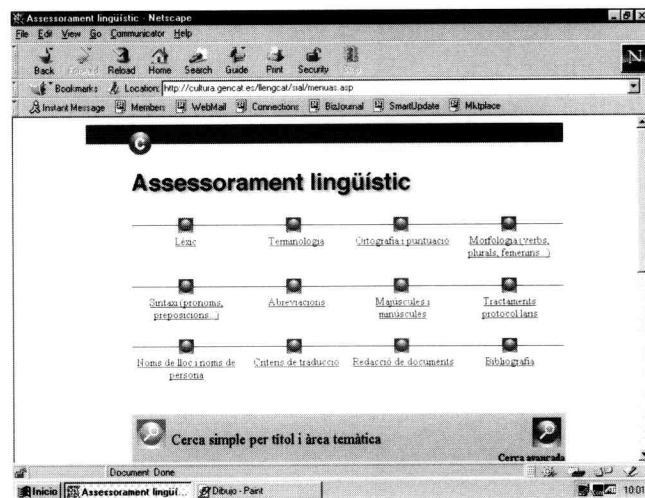 Assessorament lingüístic - Netscape
File Edit View Go Communicator Help
Back Forward Reload Home Search Guide Print Security Stop
Bookmarks Location: http://cultura.gencat.es/llengcat/sial/menuas.asp
Instant Message Members WebMail Connections BizJournal SmartUpdate Mktplace
C
Assessorament lingüístic
Lèxic Terminologia Ortografia i puntuació Morfologia (verbs,
plurals, femenins...)
Sintaxi (pronoms,
preposicions...) Abreviacions Majúscules i
minúscules Tractaments
protocol·laris
Noms de lloc i noms de
persona Criteris de traducció Redacció de documents Bibliografia
Cerca simple per títol i àrea temàtica
Cerca avançada
Document: Done
Inicio Assessorament lingüí... Dibujo - Paint 10:01